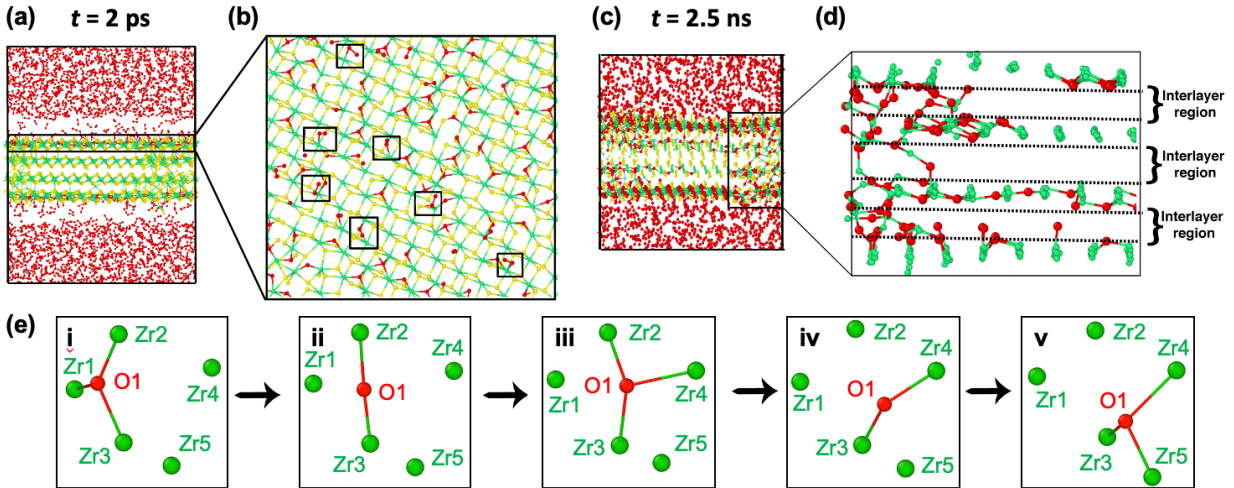 (a) t = 2 ps (b) (c) t = 2.5 ns (d)
Interlayer
region
Interlayer
region
Interlayer
region
(e)
i
Zr2
Zr1
O1
Zr4
Zr3
Zr5
ii
Zr2
Zr1
Zr4
O1
Zr3
Zr5
iii
Zr2
O1
Zr1
Zr4
Zr3
Zr5
iv
Zr2
Zr4
Zr1
O1
Zr3
Zr5
v
Zr2
Zr4
Zr1
O1
Zr3
Zr5